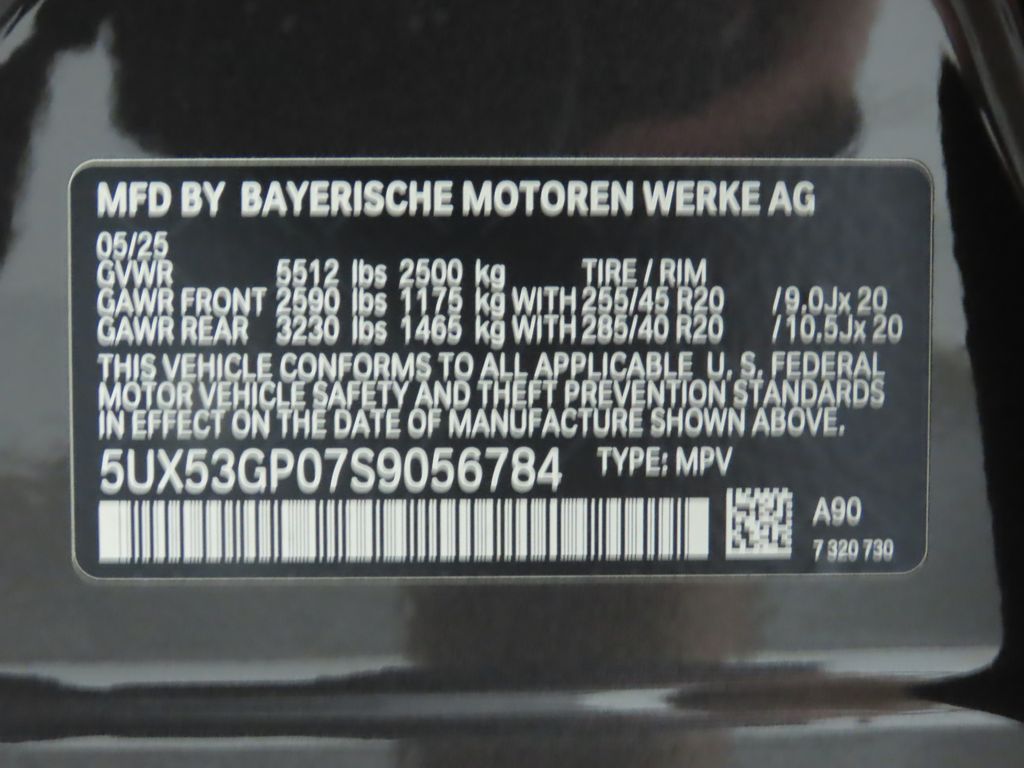 MFD BY BAYERISCHE MOTOREN WERKE AG
05/25
GVWR 5512 lbs 2500 kg TIRE / RIM
GAWR FRONT 2590 lbs 1175 kg WITH 255/45 R20 /9.0Jx 20
GAWR REAR 3230 lbs 1465 kg WITH 285/40 R20 /10.5Jx 20
THIS VEHICLE CONFORMS TO ALL APPLICABLE U. S. FEDERAL
MOTOR VEHICLE SAFETY AND THEFT PREVENTION STANDARDS
IN EFFECT ON THE DATE OF MANUFACTURE SHOWN ABOVE.
5UX53GP07S9056784 TYPE: MPV
A90
7 320 730